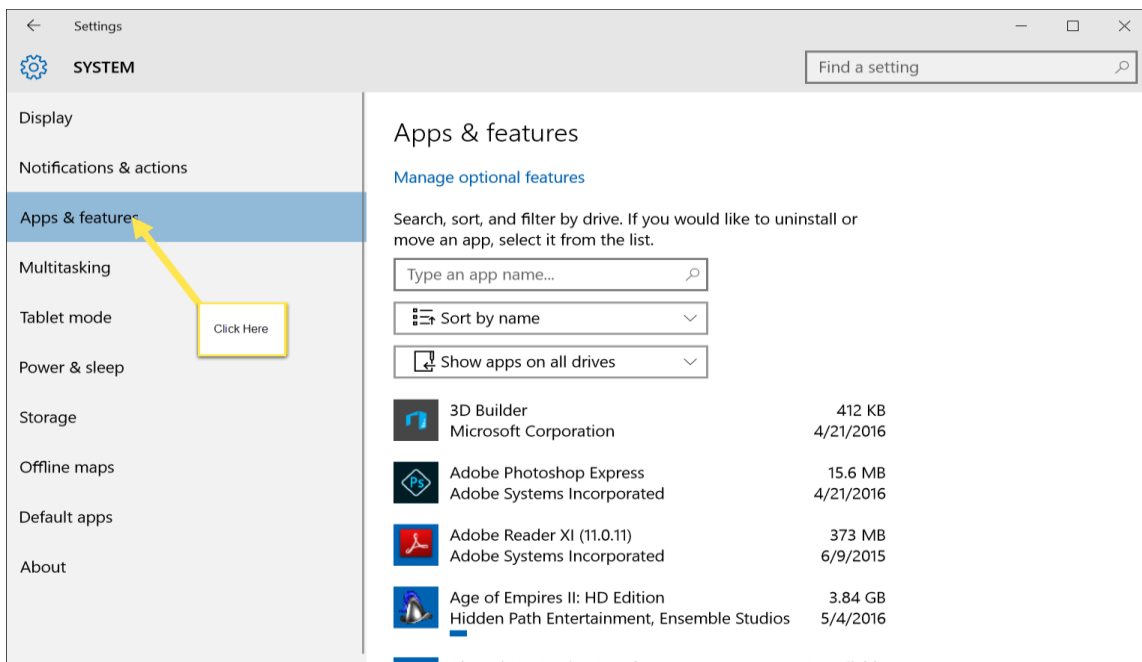 Settings
SYSTEM
Find a setting
Display
Notifications & actions
Apps & features
Multitasking
Tablet mode
Power & sleep
Storage
Offline maps
Default apps
About
Click Here
Apps & features
Manage optional features
Search, sort, and filter by drive. If you would like to uninstall or
move an app, select it from the list.
Type an app name...
Sort by name
Show apps on all drives
3D Builder 412 KB
Microsoft Corporation 4/21/2016
Ps
Adobe Photoshop Express 15.6 MB
Adobe Systems Incorporated 4/21/2016
Adobe Reader XI (11.0.11) 373 MB
Adobe Systems Incorporated 6/9/2015
Age of Empires II: HD Edition 3.84 GB
Hidden Path Entertainment, Ensemble Studios 5/4/2016